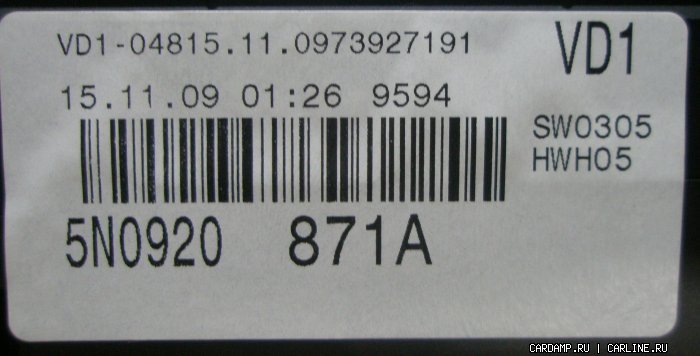 VD1-04815.11.0973927191
VD1
15.11.09 01:26 9594
SW0305
HWH05
5N0920 871A
CARDAMP.RU | CARLINE.RU